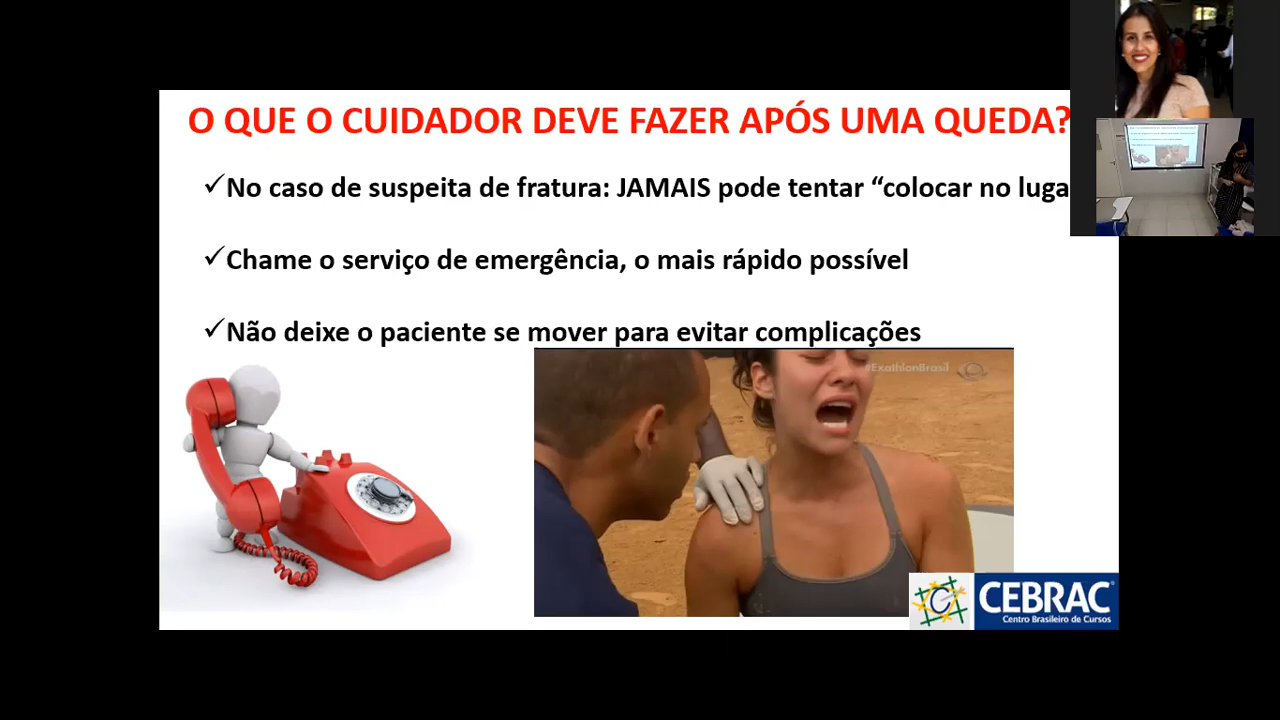 O QUE O CUIDADOR DEVE FAZER APÓS UMA QUEDA?
✓No caso de suspeita de fratura: JAMAIS pode tentar “colocar no luga
✓Chame o serviço de emergência, o mais rápido possível
✓Não deixe o paciente se mover para evitar complicações
#ExathlonBrasil
C
CEBRAC
Centro Brasileiro de Cursos